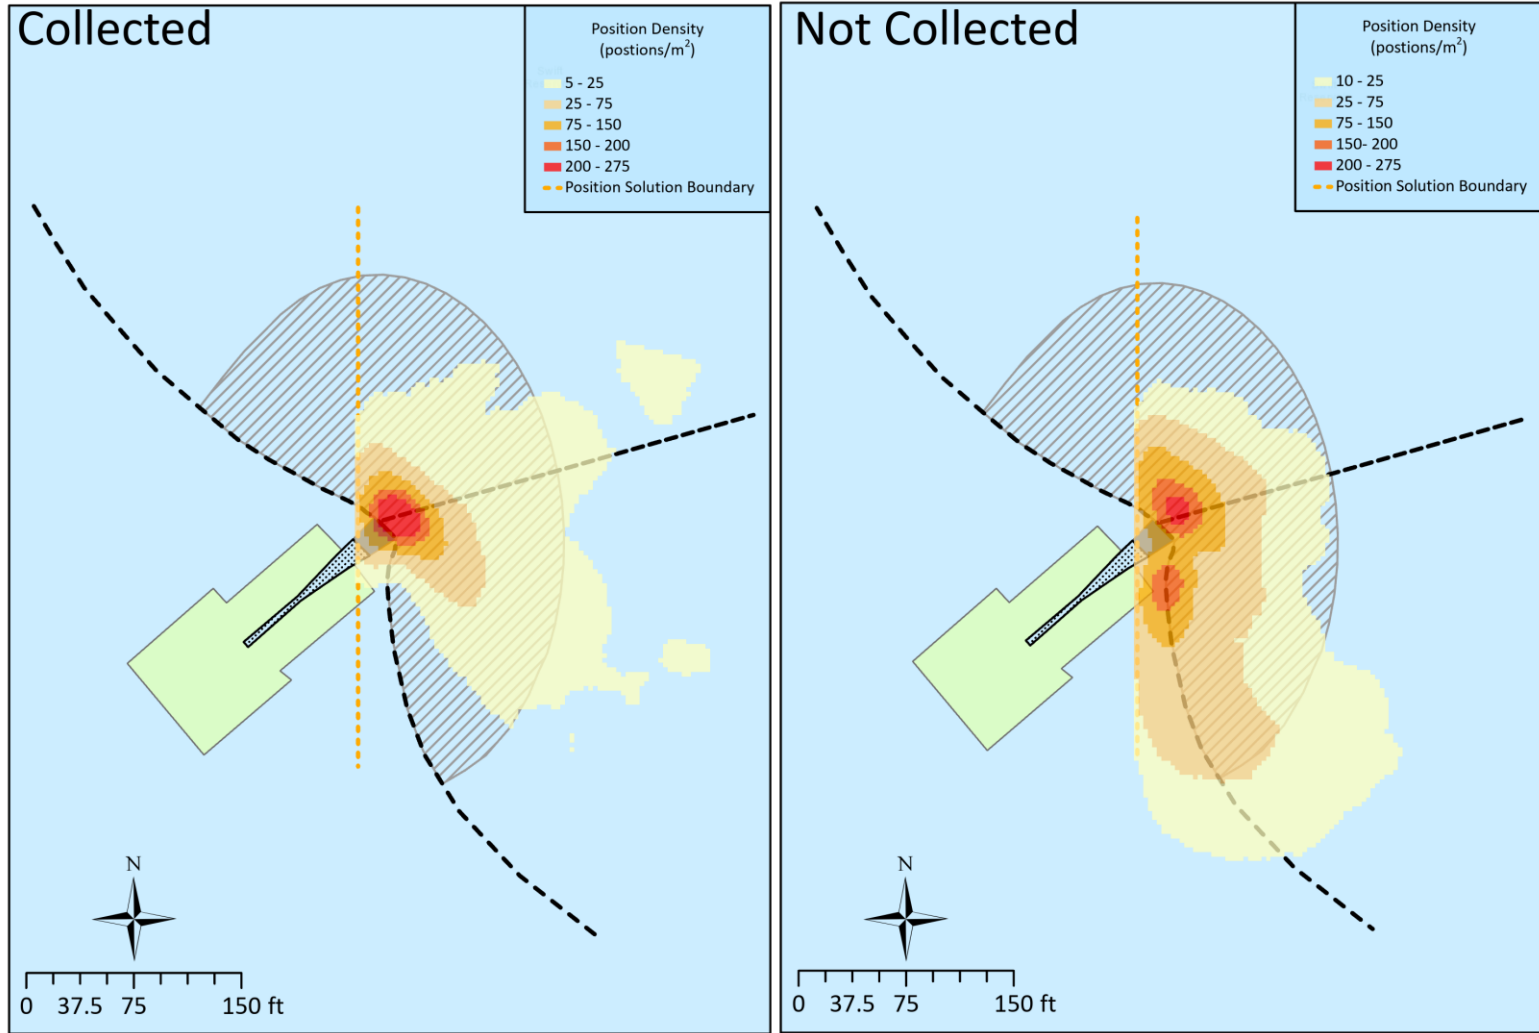 Collected
Position Density
(postions/m²)
5 - 25
25 - 75
75 - 150
150 - 200
200 - 275
Position Solution Boundary
N
0 37.5 75 150 ft
Not Collected
Position Density
(postions/m²)
10 - 25
25 - 75
75 - 150
150- 200
200 - 275
Position Solution Boundary
N
0 37.5 75 150 ft